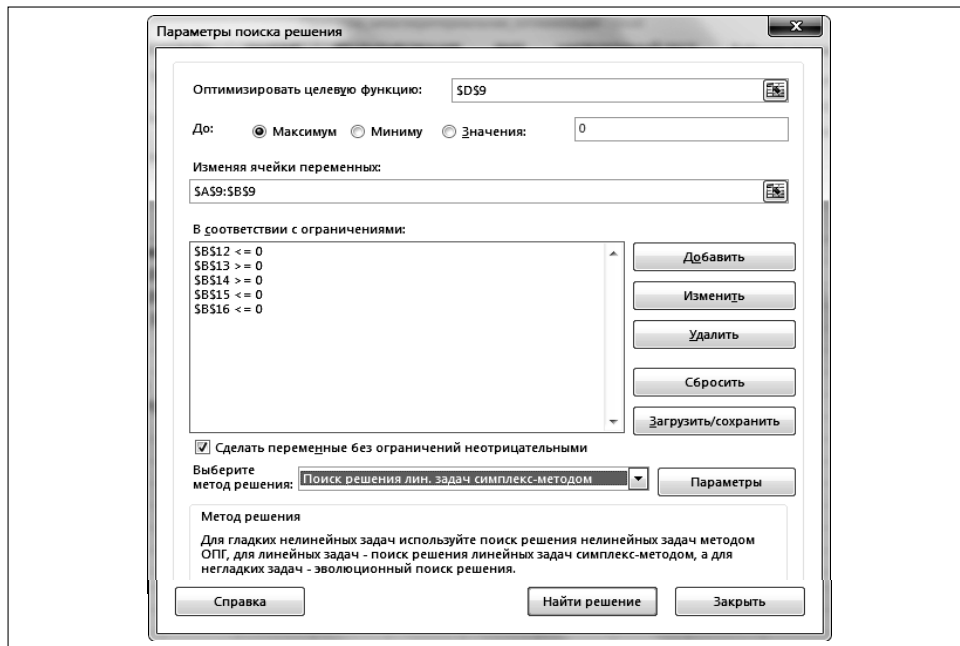 Параметры поиска решения
Оптимизировать целевую функцию: $D$9
До: Максимум Миниму Значения: 0
Изменяя ячейки переменных:
$A$9:$B$9
В соответствии с ограничениями:
$B$12 <= 0
$B$13 >= 0
$B$14 >= 0
$B$15 <= 0
$B$16 <= 0
Добавить
Изменить
Удалить
Сбросить
Загрузить/сохранить
Сделать переменные без ограничений неотрицательными
Выберите
метод решения: Поиск решения лин. задач симплекс-методом
Параметры
Метод решения
Для гладких нелинейных задач используйте поиск решения нелинейных задач методом
ОПГ, для линейных задач - поиск решения линейных задач симплекс-методом, а для
негладких задач - эволюционный поиск решения.
Справка
Найти решение
Закрыть